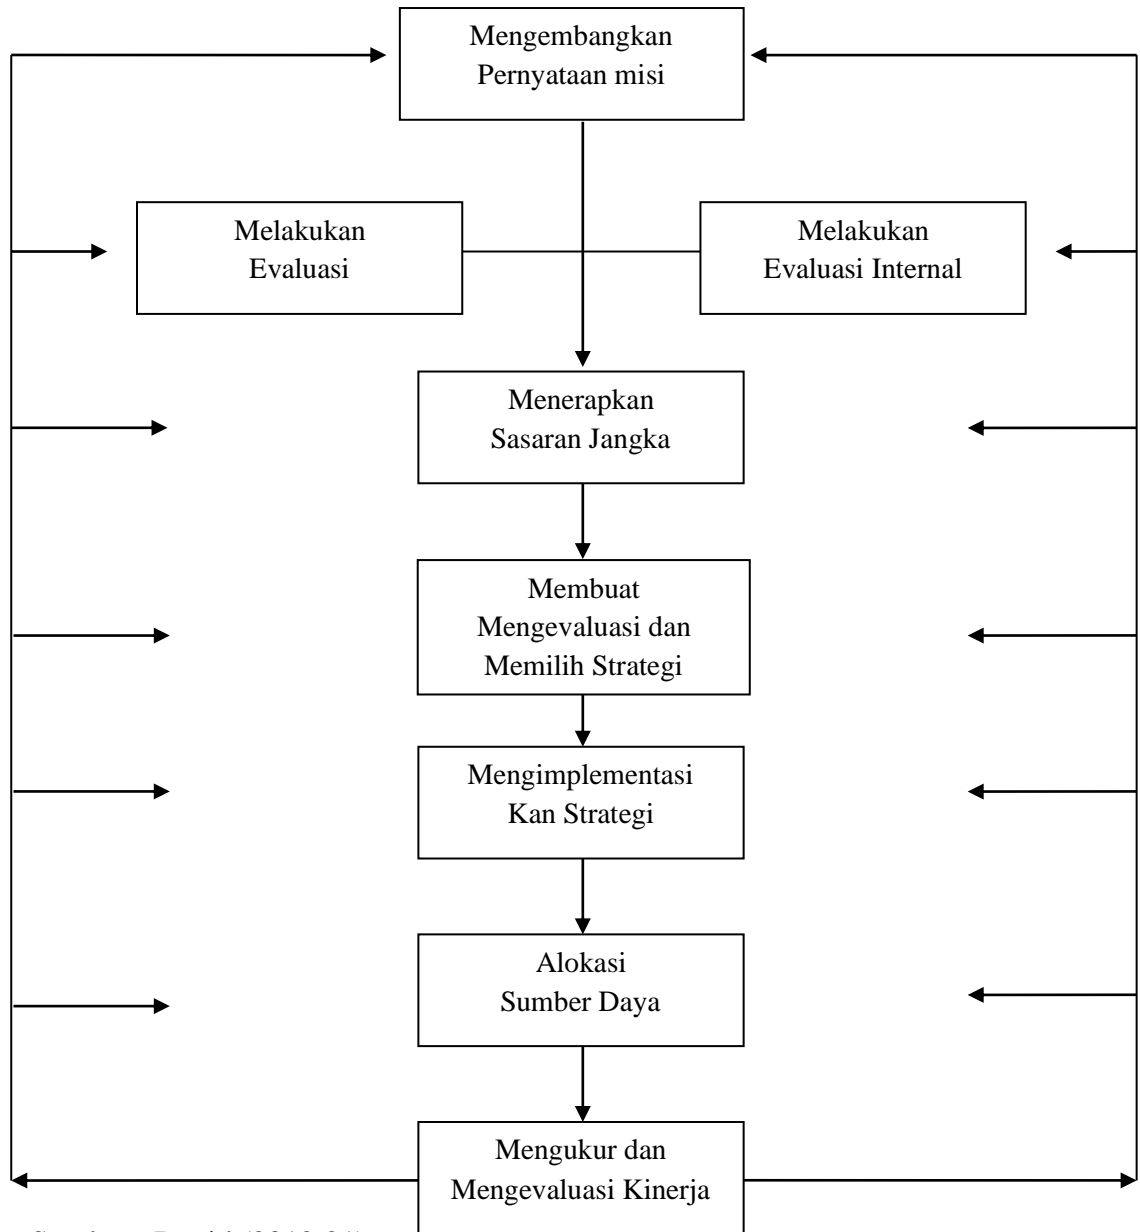 Mengembangkan
Pernyataan misi
Melakukan
Evaluasi
Melakukan
Evaluasi Internal
Menerapkan
Sasaran Jangka
Membuat
Mengevaluasi dan
Memilih Strategi
Mengimplementasi
Kan Strategi
Alokasi
Sumber Daya
Mengukur dan
Mengevaluasi Kinerja